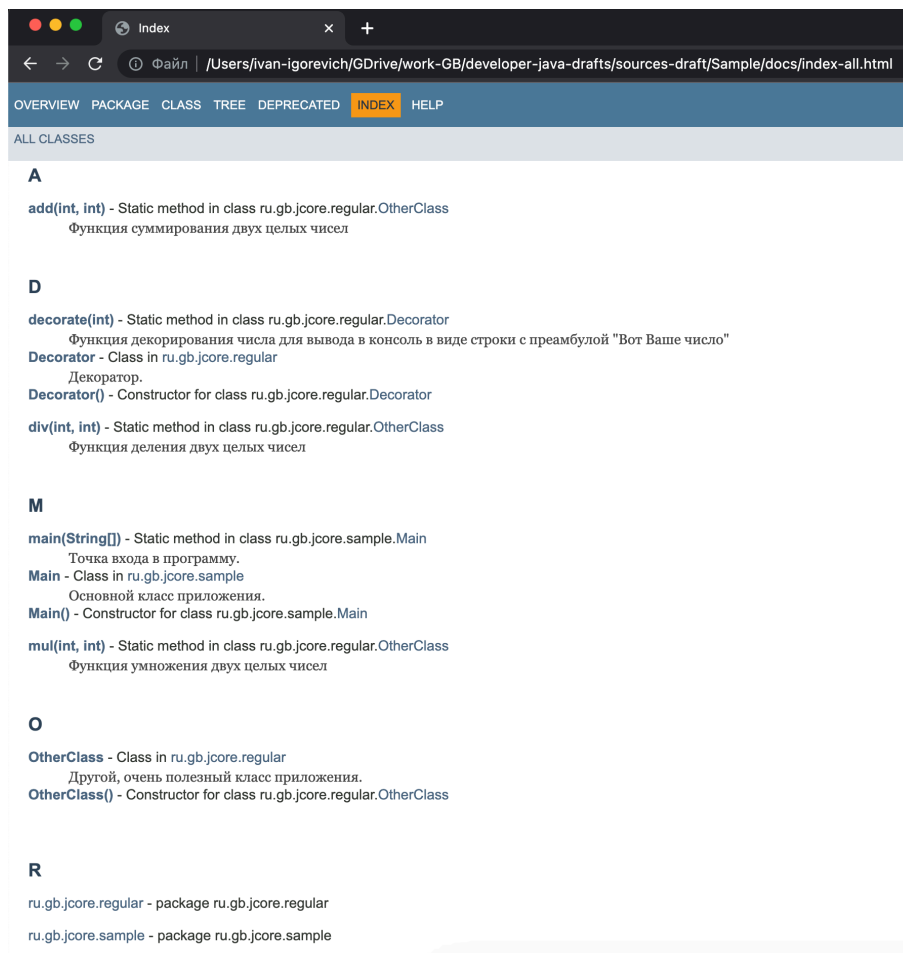 Index
Файл | /Users/ivan-igorevich/GDrive/work-GB/developer-java-drafts/sources-draft/Sample/docs/index-all.html
OVERVIEW PACKAGE CLASS TREE DEPRECATED INDEX HELP
ALL CLASSES
A
add(int, int) - Static method in class ru.gb.jcore.regular.OtherClass
Функция суммирования двух целых чисел
D
decorate(int) - Static method in class ru.gb.jcore.regular.Decorator
Функция декорирования числа для вывода в консоль в виде строки с преамбулой "Вот Ваше число"
Decorator - Class in ru.gb.jcore.regular
Декоратор.
Decorator() - Constructor for class ru.gb.jcore.regular.Decorator
div(int, int) - Static method in class ru.gb.jcore.regular.OtherClass
Функция деления двух целых чисел
M
main(String[]) - Static method in class ru.gb.jcore.sample.Main
Точка входа в программу.
Main - Class in ru.gb.jcore.sample
Основной класс приложения.
Main() - Constructor for class ru.gb.jcore.sample.Main
mul(int, int) - Static method in class ru.gb.jcore.regular.OtherClass
Функция умножения двух целых чисел
O
OtherClass - Class in ru.gb.jcore.regular
Другой, очень полезный класс приложения.
OtherClass() - Constructor for class ru.gb.jcore.regular.OtherClass
R
ru.gb.jcore.regular - package ru.gb.jcore.regular
ru.gb.jcore.sample - package ru.gb.jcore.sample